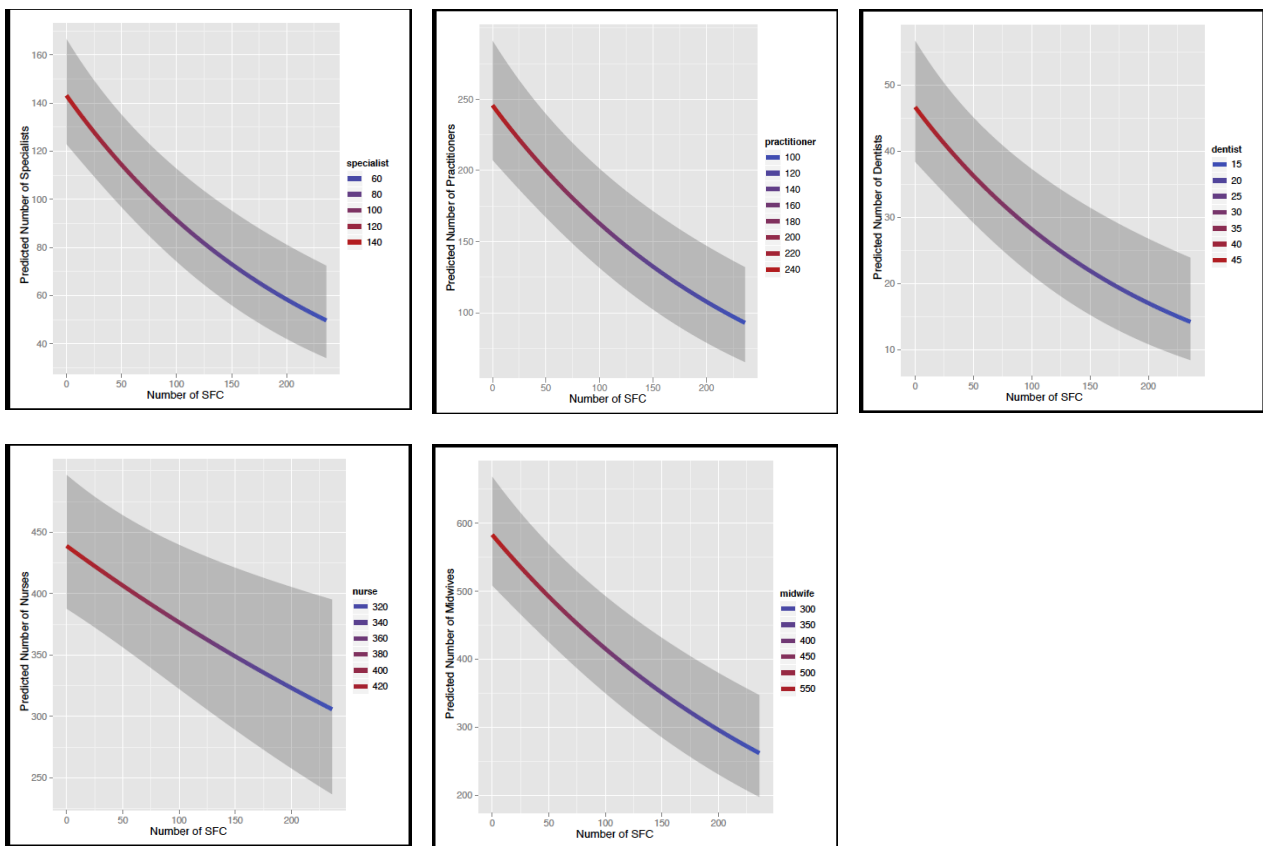 Predicted Number of Specialists
160
140
120
100
80
60
40
0 50 100 150 200
Number of SFC
specialist
60
80
100
120
140
Predicted Number of Practitioners
250
200
150
100
0 50 100 150 200
Number of SFC
practitioner
100
120
140
160
180
200
220
240
Predicted Number of Dentists
50
40
30
20
10
0 50 100 150 200
Number of SFC
dentist
15
20
25
30
35
40
45
Predicted Number of Nurses
450
400
350
300
250
0 50 100 150 200
Number of SFC
nurse
320
340
360
380
400
420
Predicted Number of Midwives
600
500
400
300
200
0 50 100 150 200
Number of SFC
midwife
300
350
400
450
500
550